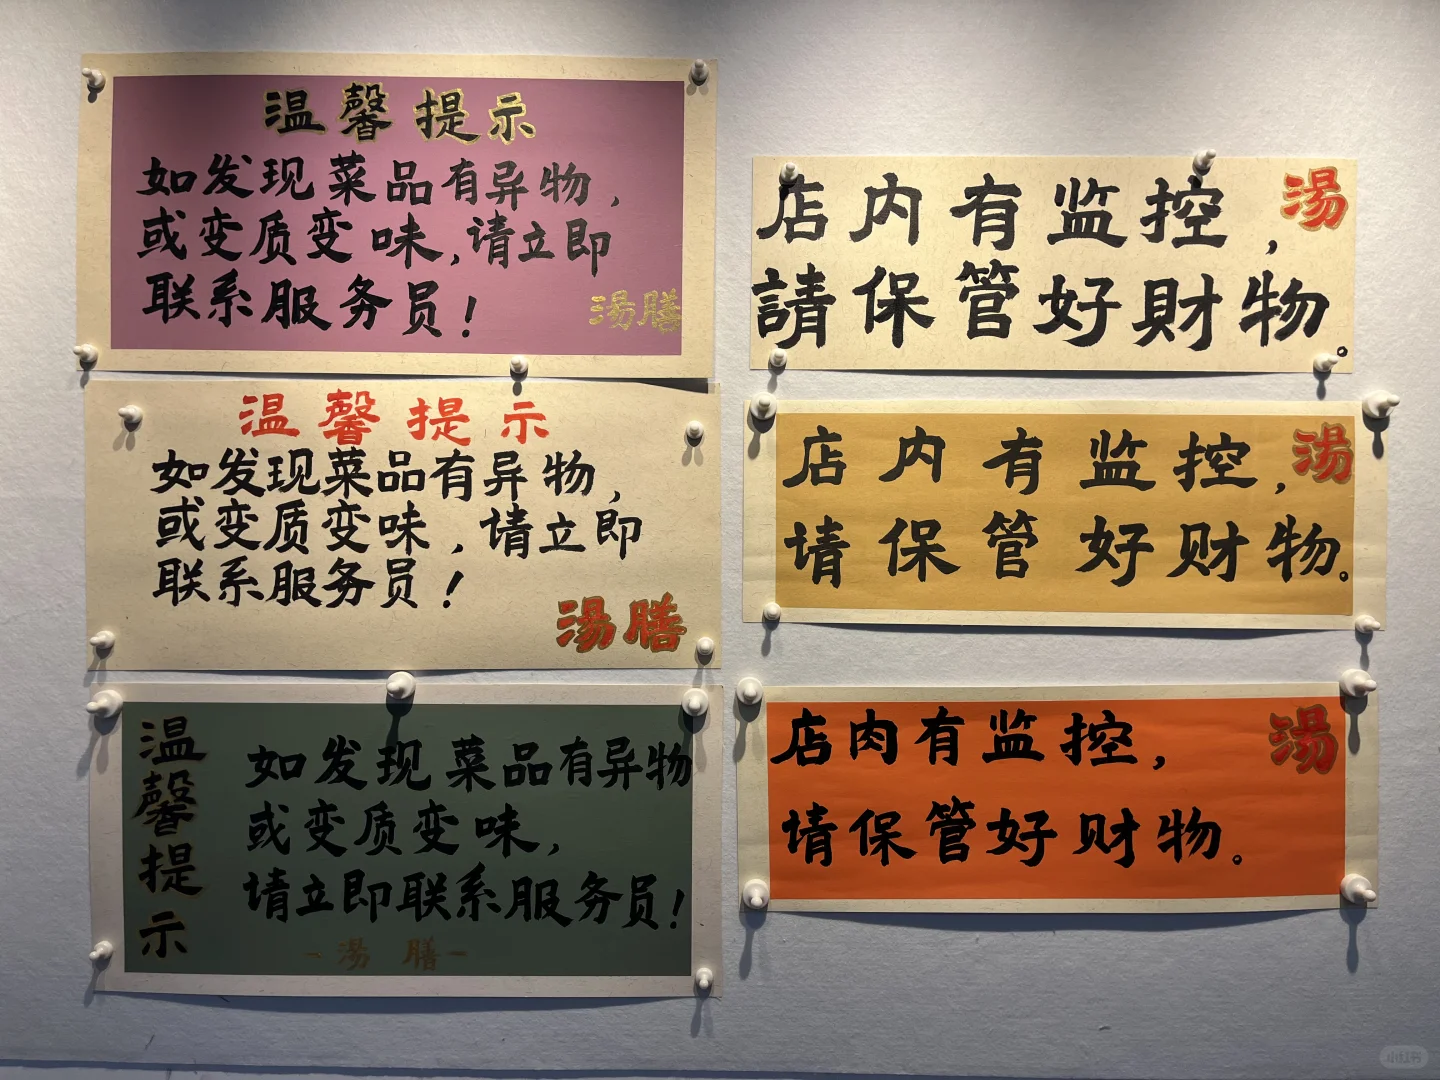 温馨提示
如发现菜品有异物，
或变质变味，请立即
联系服务员！
湯膳
温馨提示
如发现菜品有异物，
或变质变味，请立即
联系服务员！
湯膳
温馨提示
如发现菜品有异物
或变质变味，
请立即联系服务员！
-湯膳-
店内有监控，
湯
請保管好財物。
店内有监控，
湯
请保管好财物。
店肉有监控，
湯
请保管好财物。
小红书